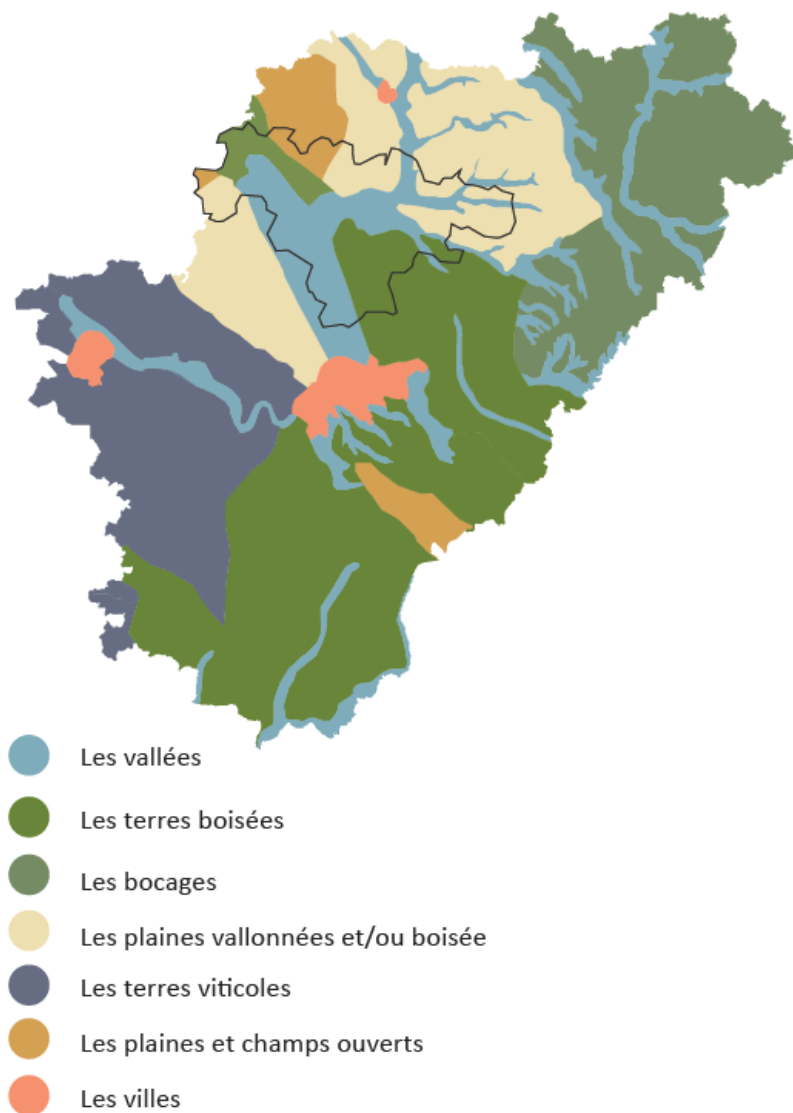 Les vallées
Les terres boisées
Les bocages
Les plaines vallonnées et/ou boisée
Les terres viticoles
Les plaines et champs ouverts
Les villes